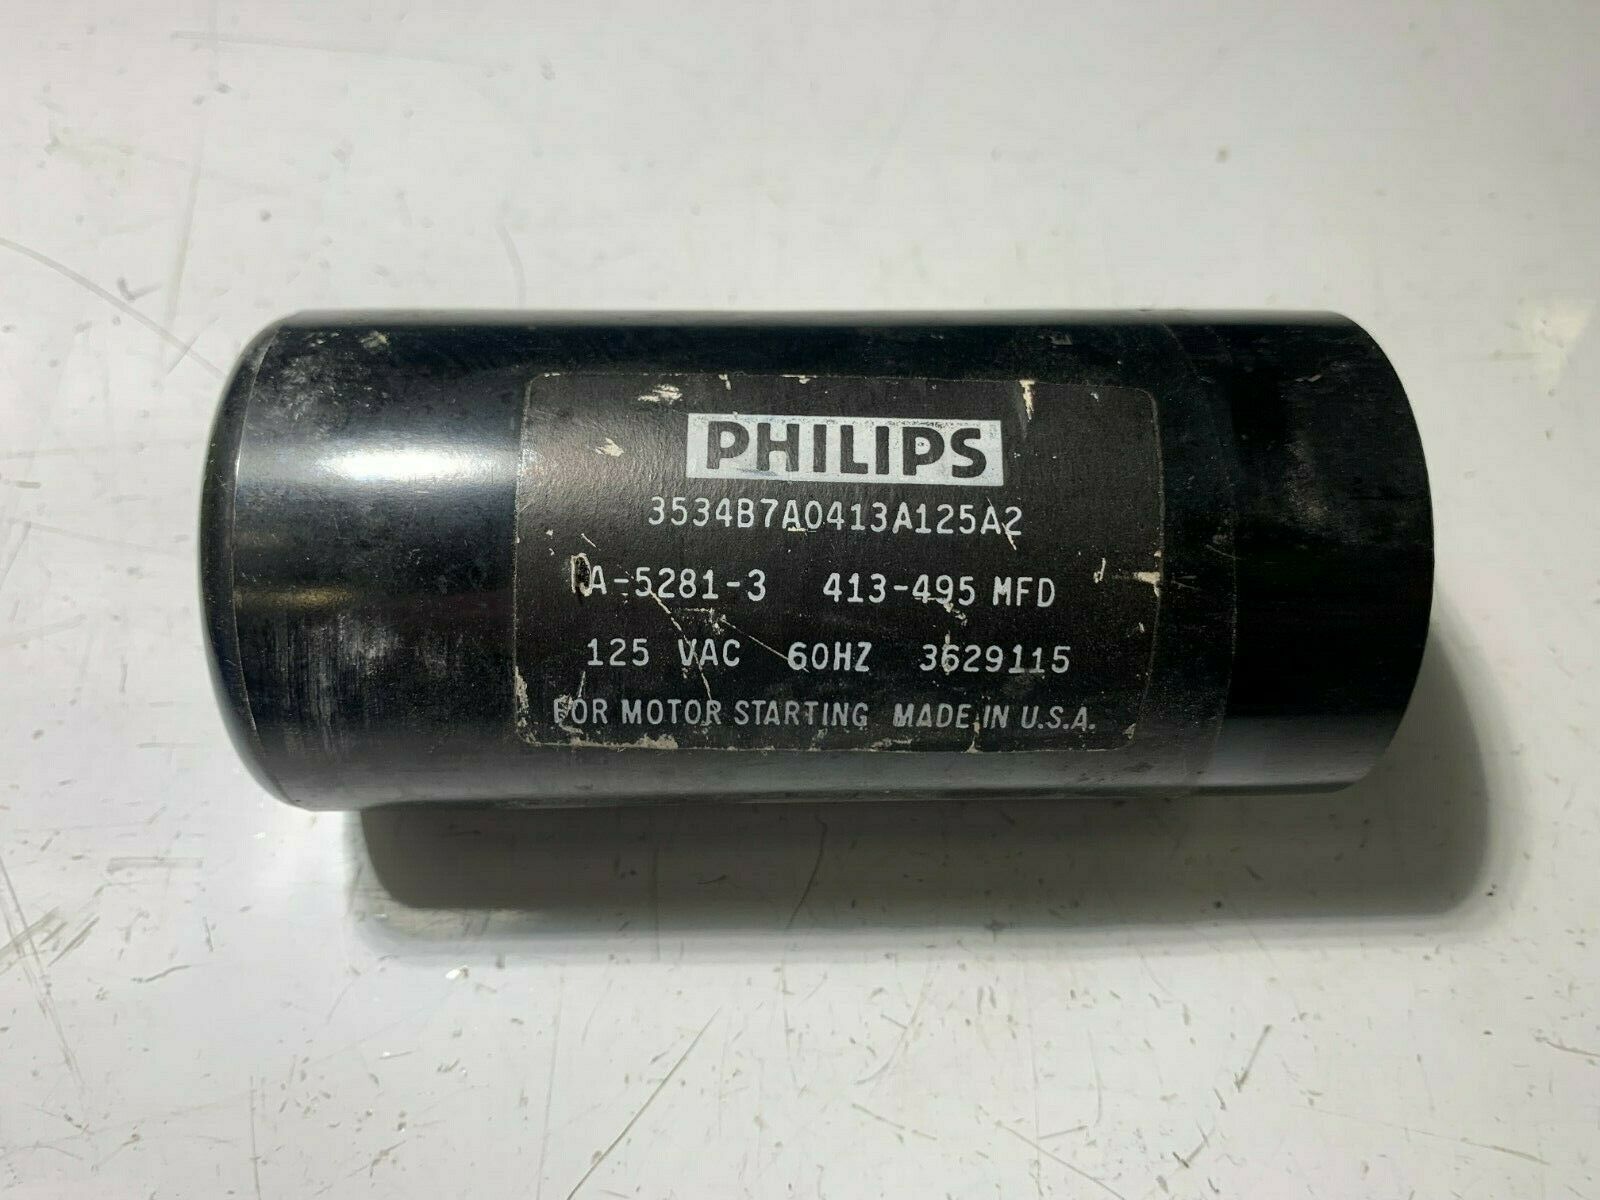 PHILIPS
3534B7A0413A125A2
A-5281-3 413-495 MFD
125 VAC 60HZ 3629115
FOR MOTOR STARTING MADE IN U.S.A.